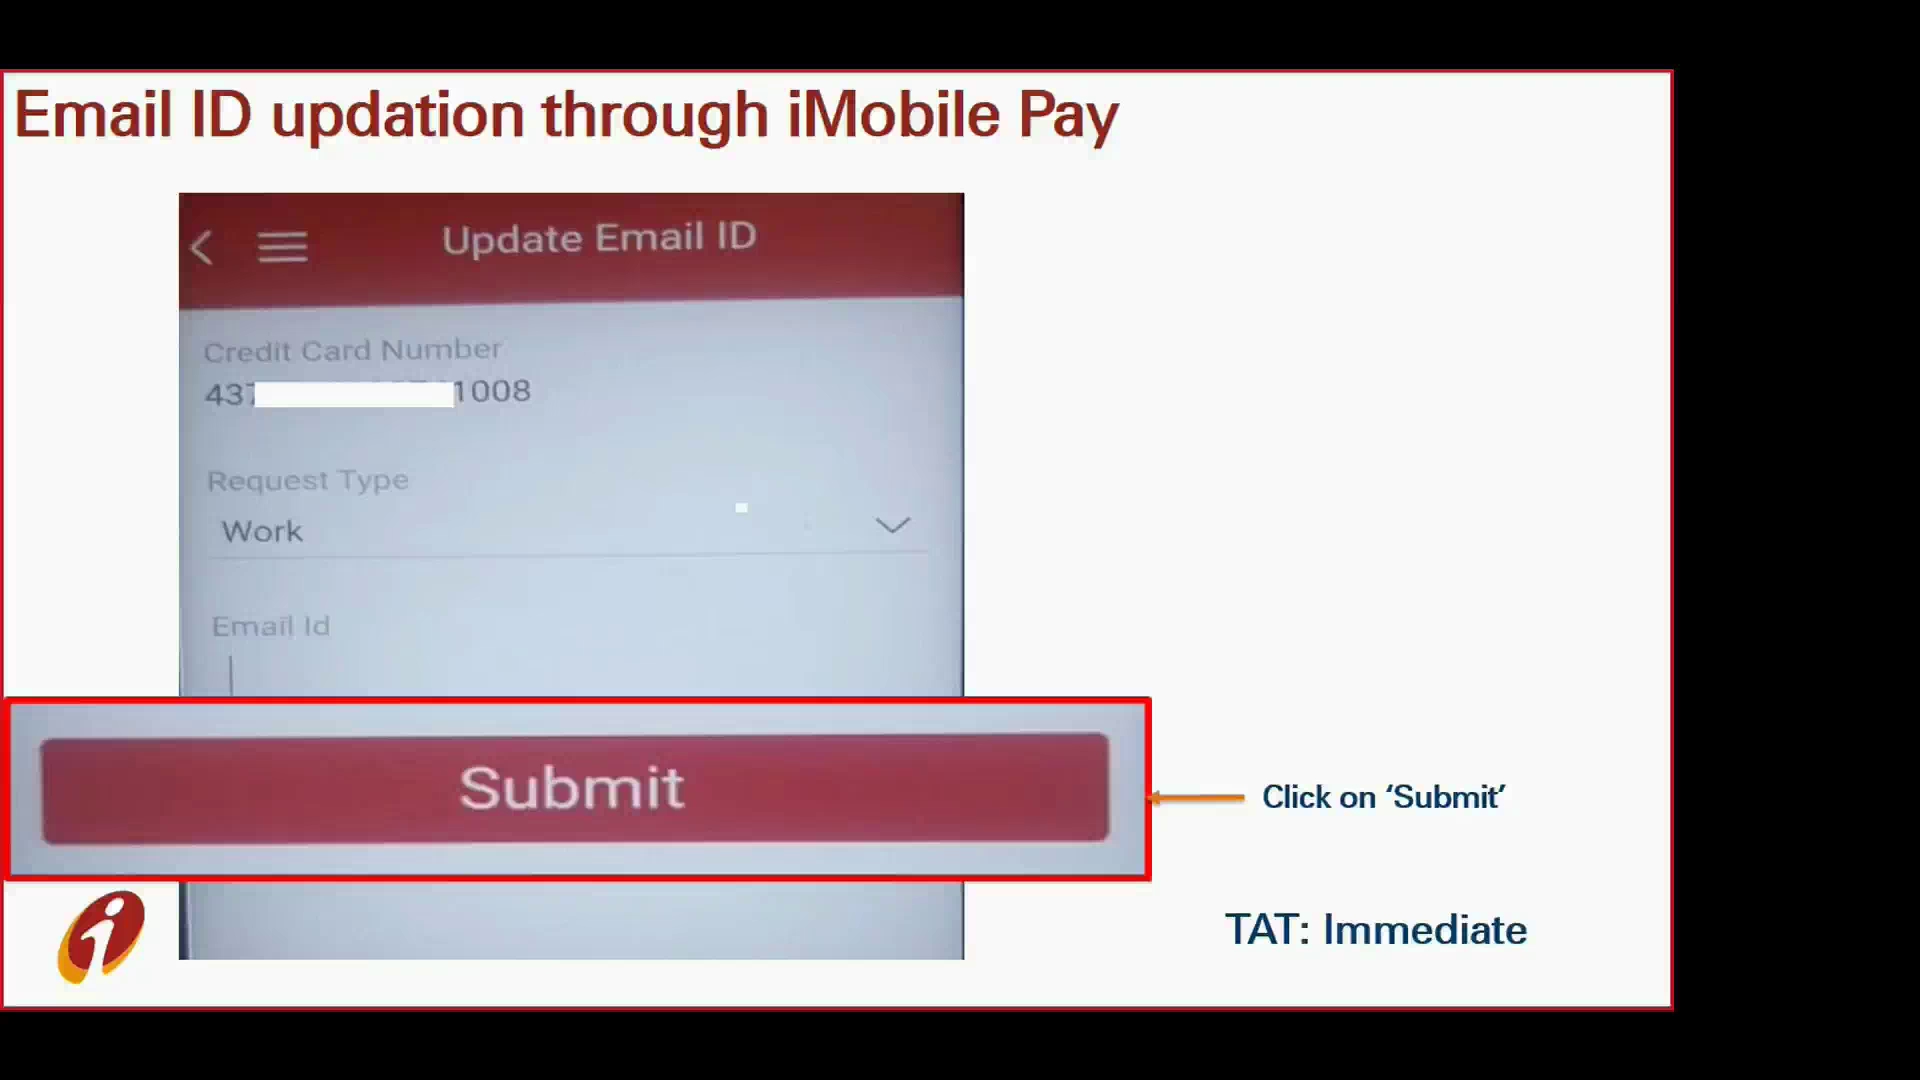 Email ID updation through iMobile Pay
Update Email ID
Credit Card Number
437 1008
Request Type
Work
Email Id
Submit
Click on ‘Submit’
TAT: Immediate